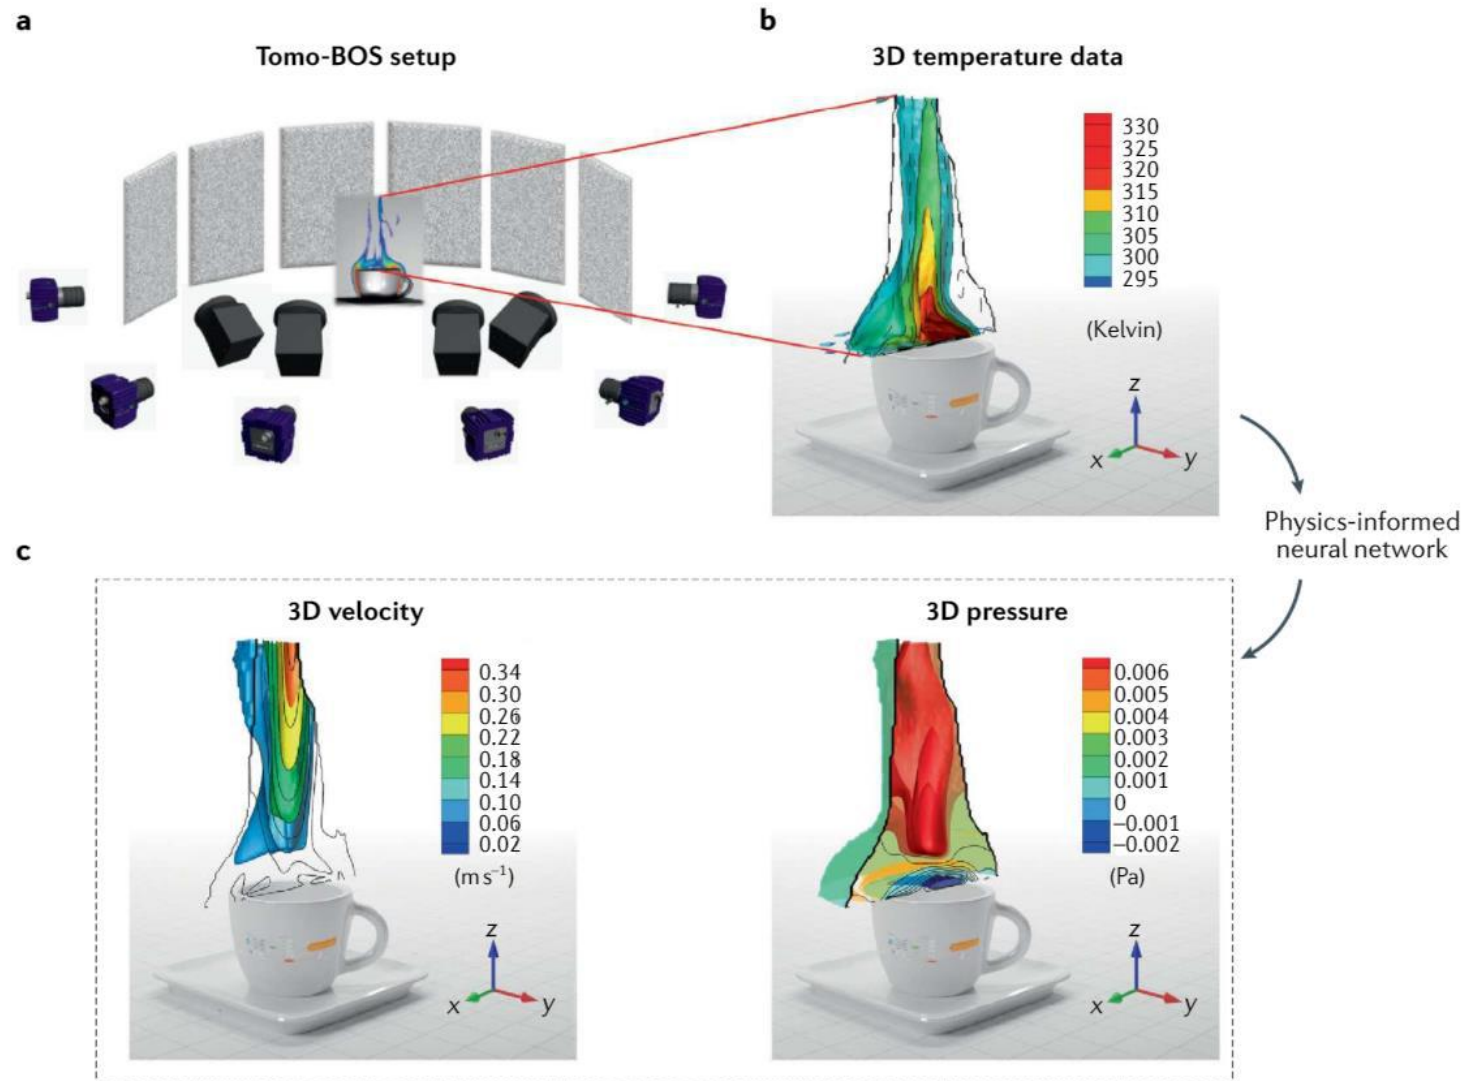 a
Tomo-BOS setup
b
3D temperature data
330
325
320
315
310
305
300
295
(Kelvin)
z
x
y
Physics-informed
neural network
c
3D velocity
0.34
0.30
0.26
0.22
0.18
0.14
0.10
0.06
0.02
(m s⁻¹)
z
x
y
3D pressure
0.006
0.005
0.004
0.003
0.002
0.001
0
−0.001
−0.002
(Pa)
z
x
y